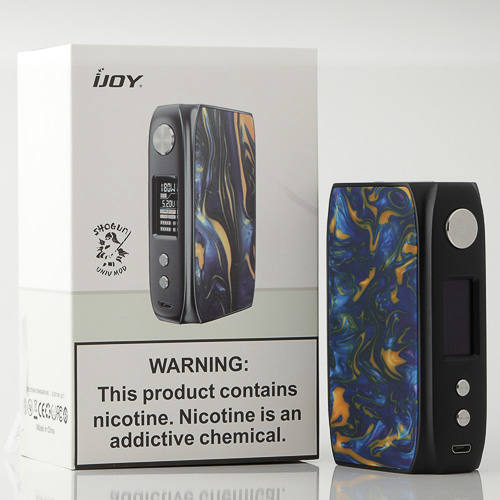 iJOY
180W
5.20V
SHOGUN
UNIV MOD
WARNING:
This product contains
nicotine. Nicotine is an
addictive chemical.
Made in China